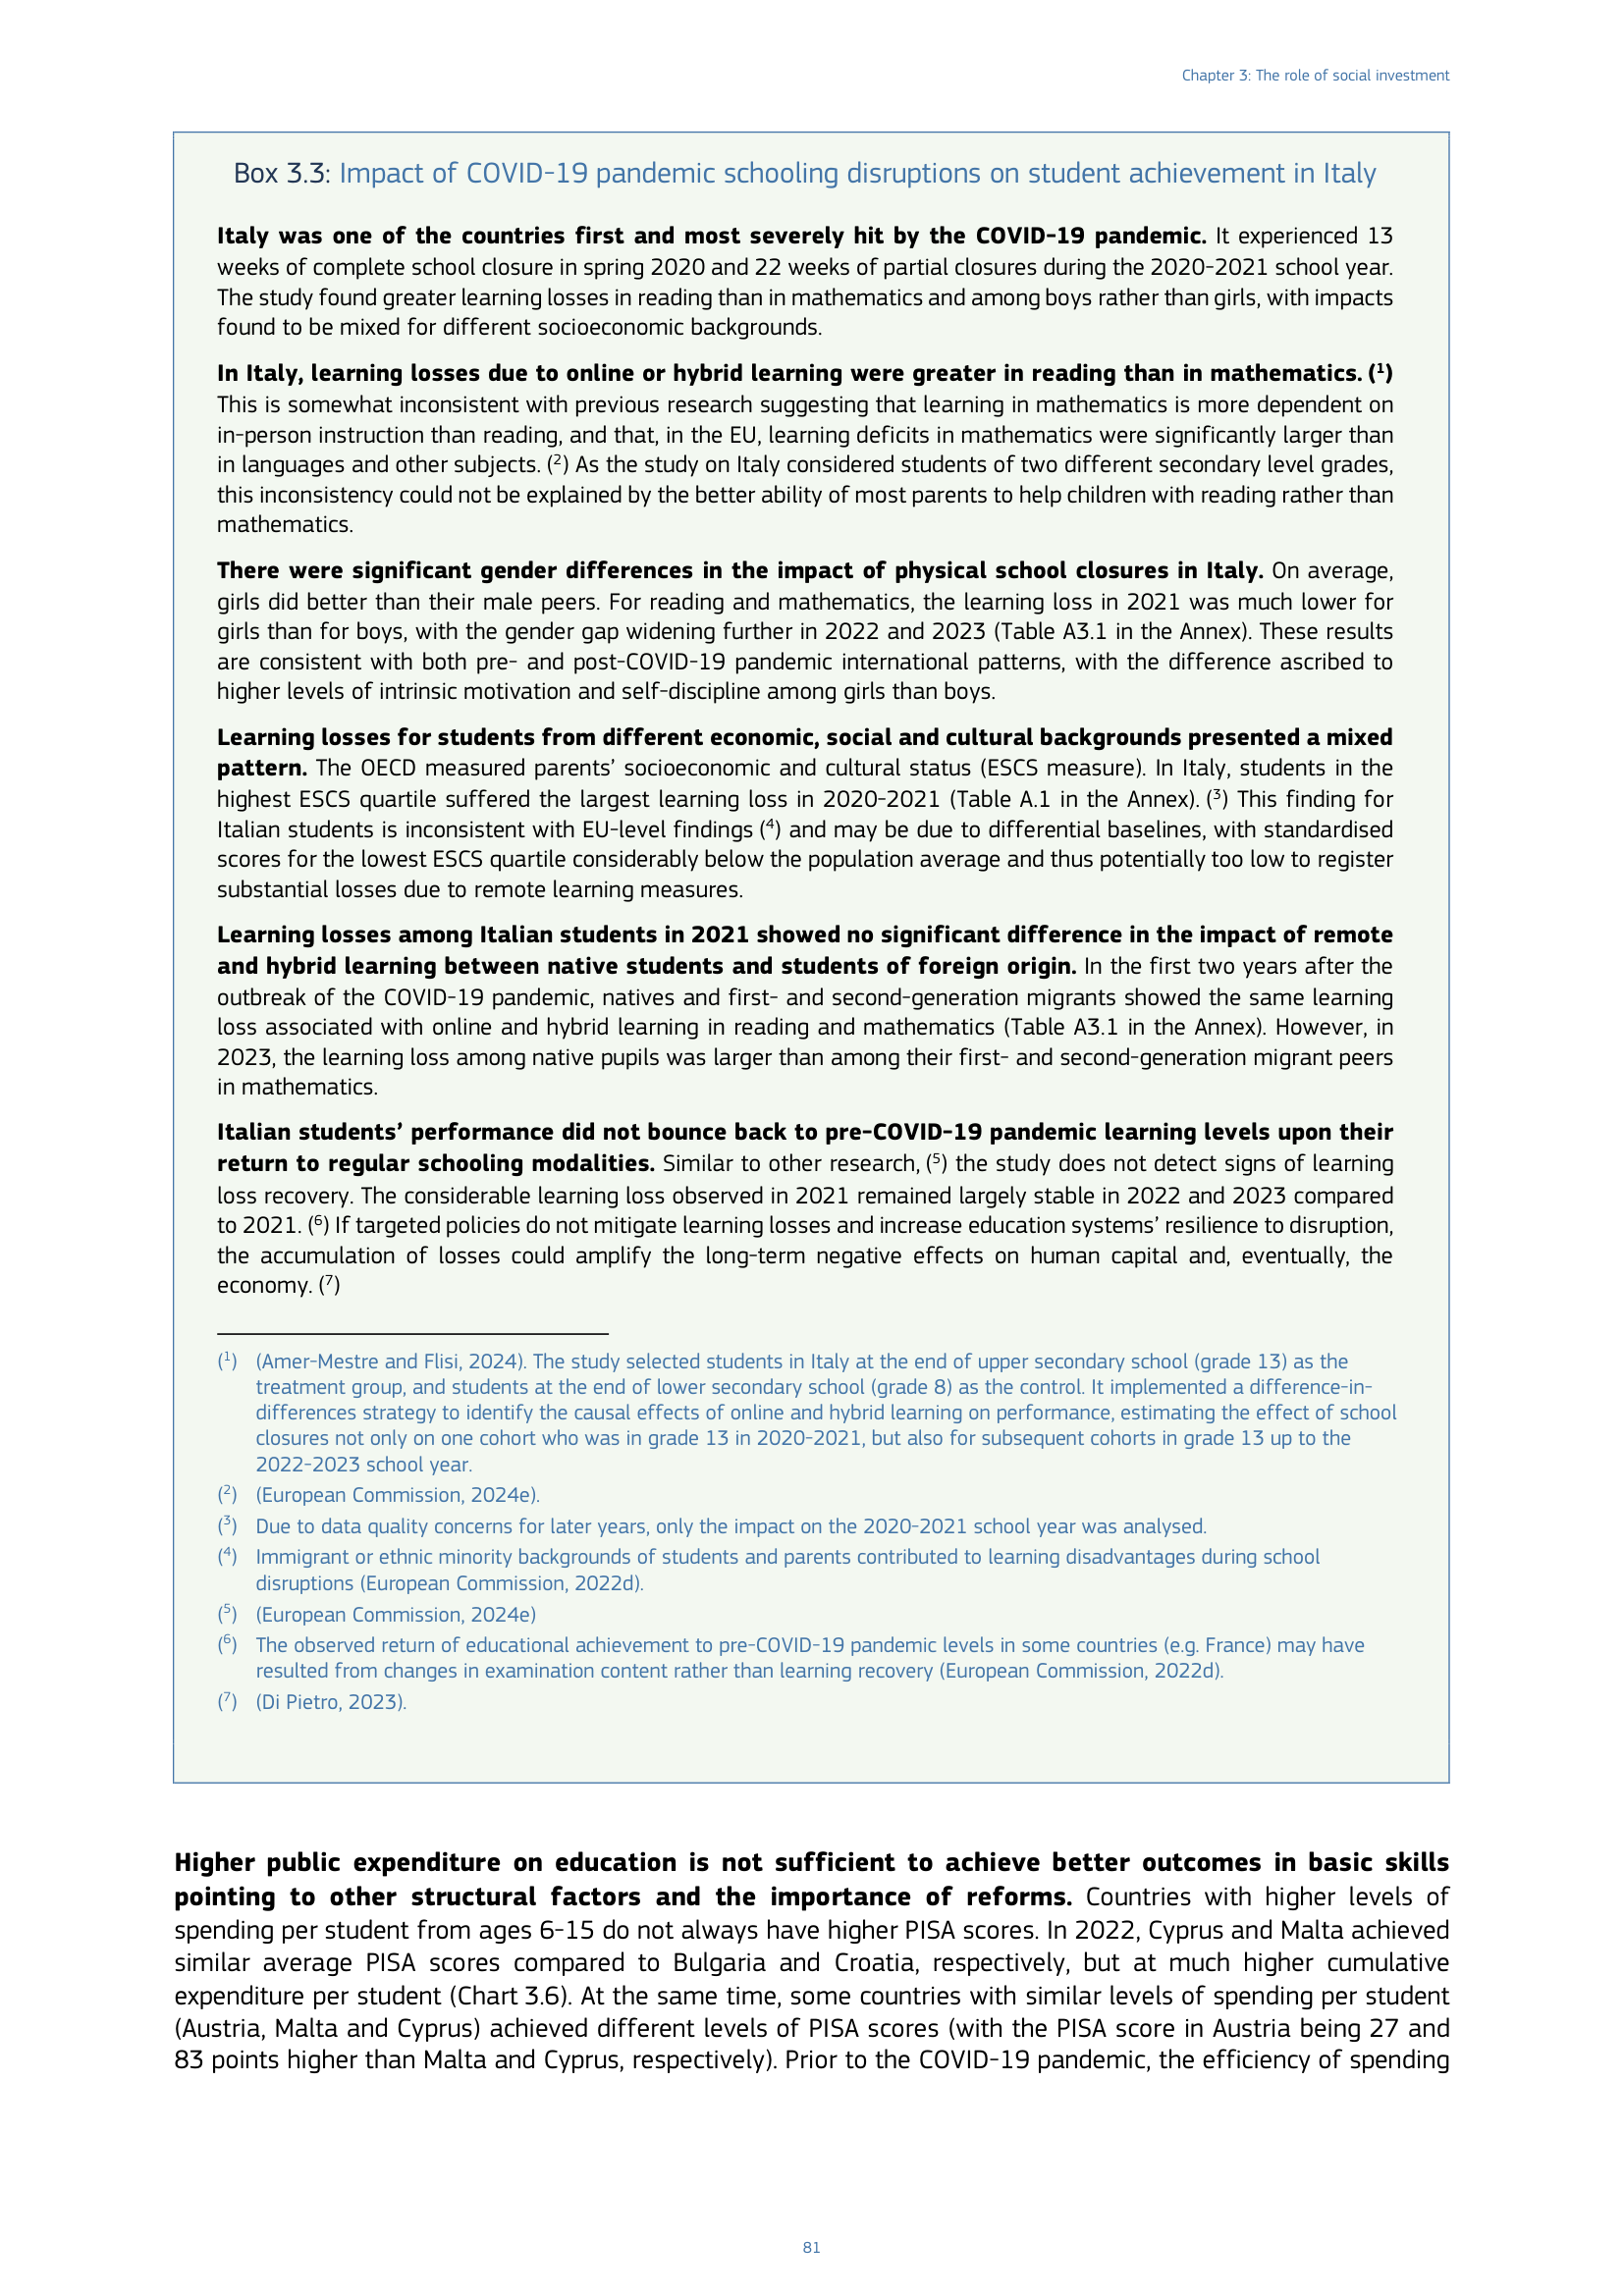 Chapter 3: The role of social investment
Box 3.3: Impact of COVID-19 pandemic schooling disruptions on student achievement in Italy
Italy was one of the countries first and most severely hit by the COVID-19 pandemic. It experienced 13
weeks of complete school closure in spring 2020 and 22 weeks of partial closures during the 2020-2021 school year.
The study found greater learning losses in reading than in mathematics and among boys rather than girls, with impacts
found to be mixed for different socioeconomic backgrounds.
In Italy, learning losses due to online or hybrid learning were greater in reading than in mathematics. (1)
This is somewhat inconsistent with previous research suggesting that learning in mathematics is more dependent on
in-person instruction than reading, and that, in the EU, learning deficits in mathematics were significantly larger than
in languages and other subjects. (2) As the study on Italy considered students of two different secondary level grades,
this inconsistency could not be explained by the better ability of most parents to help children with reading rather than
mathematics.
There were significant gender differences in the impact of physical school closures in Italy. On average,
girls did better than their male peers. For reading and mathematics, the learning loss in 2021 was much lower for
girls than for boys, with the gender gap widening further in 2022 and 2023 (Table A3.1 in the Annex). These results
are consistent with both pre- and post-COVID-19 pandemic international patterns, with the difference ascribed to
higher levels of intrinsic motivation and self-discipline among girls than boys.
Learning losses for students from different economic, social and cultural backgrounds presented a mixed
pattern. The OECD measured parents’ socioeconomic and cultural status (ESCS measure). In Italy, students in the
highest ESCS quartile suffered the largest learning loss in 2020-2021 (Table A.1 in the Annex). (3) This finding for
Italian students is inconsistent with EU-level findings (4) and may be due to differential baselines, with standardised
scores for the lowest ESCS quartile considerably below the population average and thus potentially too low to register
substantial losses due to remote learning measures.
Learning losses among Italian students in 2021 showed no significant difference in the impact of remote
and hybrid learning between native students and students of foreign origin. In the first two years after the
outbreak of the COVID-19 pandemic, natives and first- and second-generation migrants showed the same learning
loss associated with online and hybrid learning in reading and mathematics (Table A3.1 in the Annex). However, in
2023, the learning loss among native pupils was larger than among their first- and second-generation migrant peers
in mathematics.
Italian students’ performance did not bounce back to pre-COVID-19 pandemic learning levels upon their
return to regular schooling modalities. Similar to other research, (5) the study does not detect signs of learning
loss recovery. The considerable learning loss observed in 2021 remained largely stable in 2022 and 2023 compared
to 2021. (6) If targeted policies do not mitigate learning losses and increase education systems’ resilience to disruption,
the accumulation of losses could amplify the long-term negative effects on human capital and, eventually, the
economy. (7)
(1) (Amer-Mestre and Flisi, 2024). The study selected students in Italy at the end of upper secondary school (grade 13) as the
treatment group, and students at the end of lower secondary school (grade 8) as the control. It implemented a difference-in-
differences strategy to identify the causal effects of online and hybrid learning on performance, estimating the effect of school
closures not only on one cohort who was in grade 13 in 2020-2021, but also for subsequent cohorts in grade 13 up to the
2022-2023 school year.
(2) (European Commission, 2024e).
(3) Due to data quality concerns for later years, only the impact on the 2020-2021 school year was analysed.
(4) Immigrant or ethnic minority backgrounds of students and parents contributed to learning disadvantages during school
disruptions (European Commission, 2022d).
(5) (European Commission, 2024e)
(6) The observed return of educational achievement to pre-COVID-19 pandemic levels in some countries (e.g. France) may have
resulted from changes in examination content rather than learning recovery (European Commission, 2022d).
(7) (Di Pietro, 2023).
Higher public expenditure on education is not sufficient to achieve better outcomes in basic skills
pointing to other structural factors and the importance of reforms. Countries with higher levels of
spending per student from ages 6-15 do not always have higher PISA scores. In 2022, Cyprus and Malta achieved
similar average PISA scores compared to Bulgaria and Croatia, respectively, but at much higher cumulative
expenditure per student (Chart 3.6). At the same time, some countries with similar levels of spending per student
(Austria, Malta and Cyprus) achieved different levels of PISA scores (with the PISA score in Austria being 27 and
83 points higher than Malta and Cyprus, respectively). Prior to the COVID-19 pandemic, the efficiency of spending
81